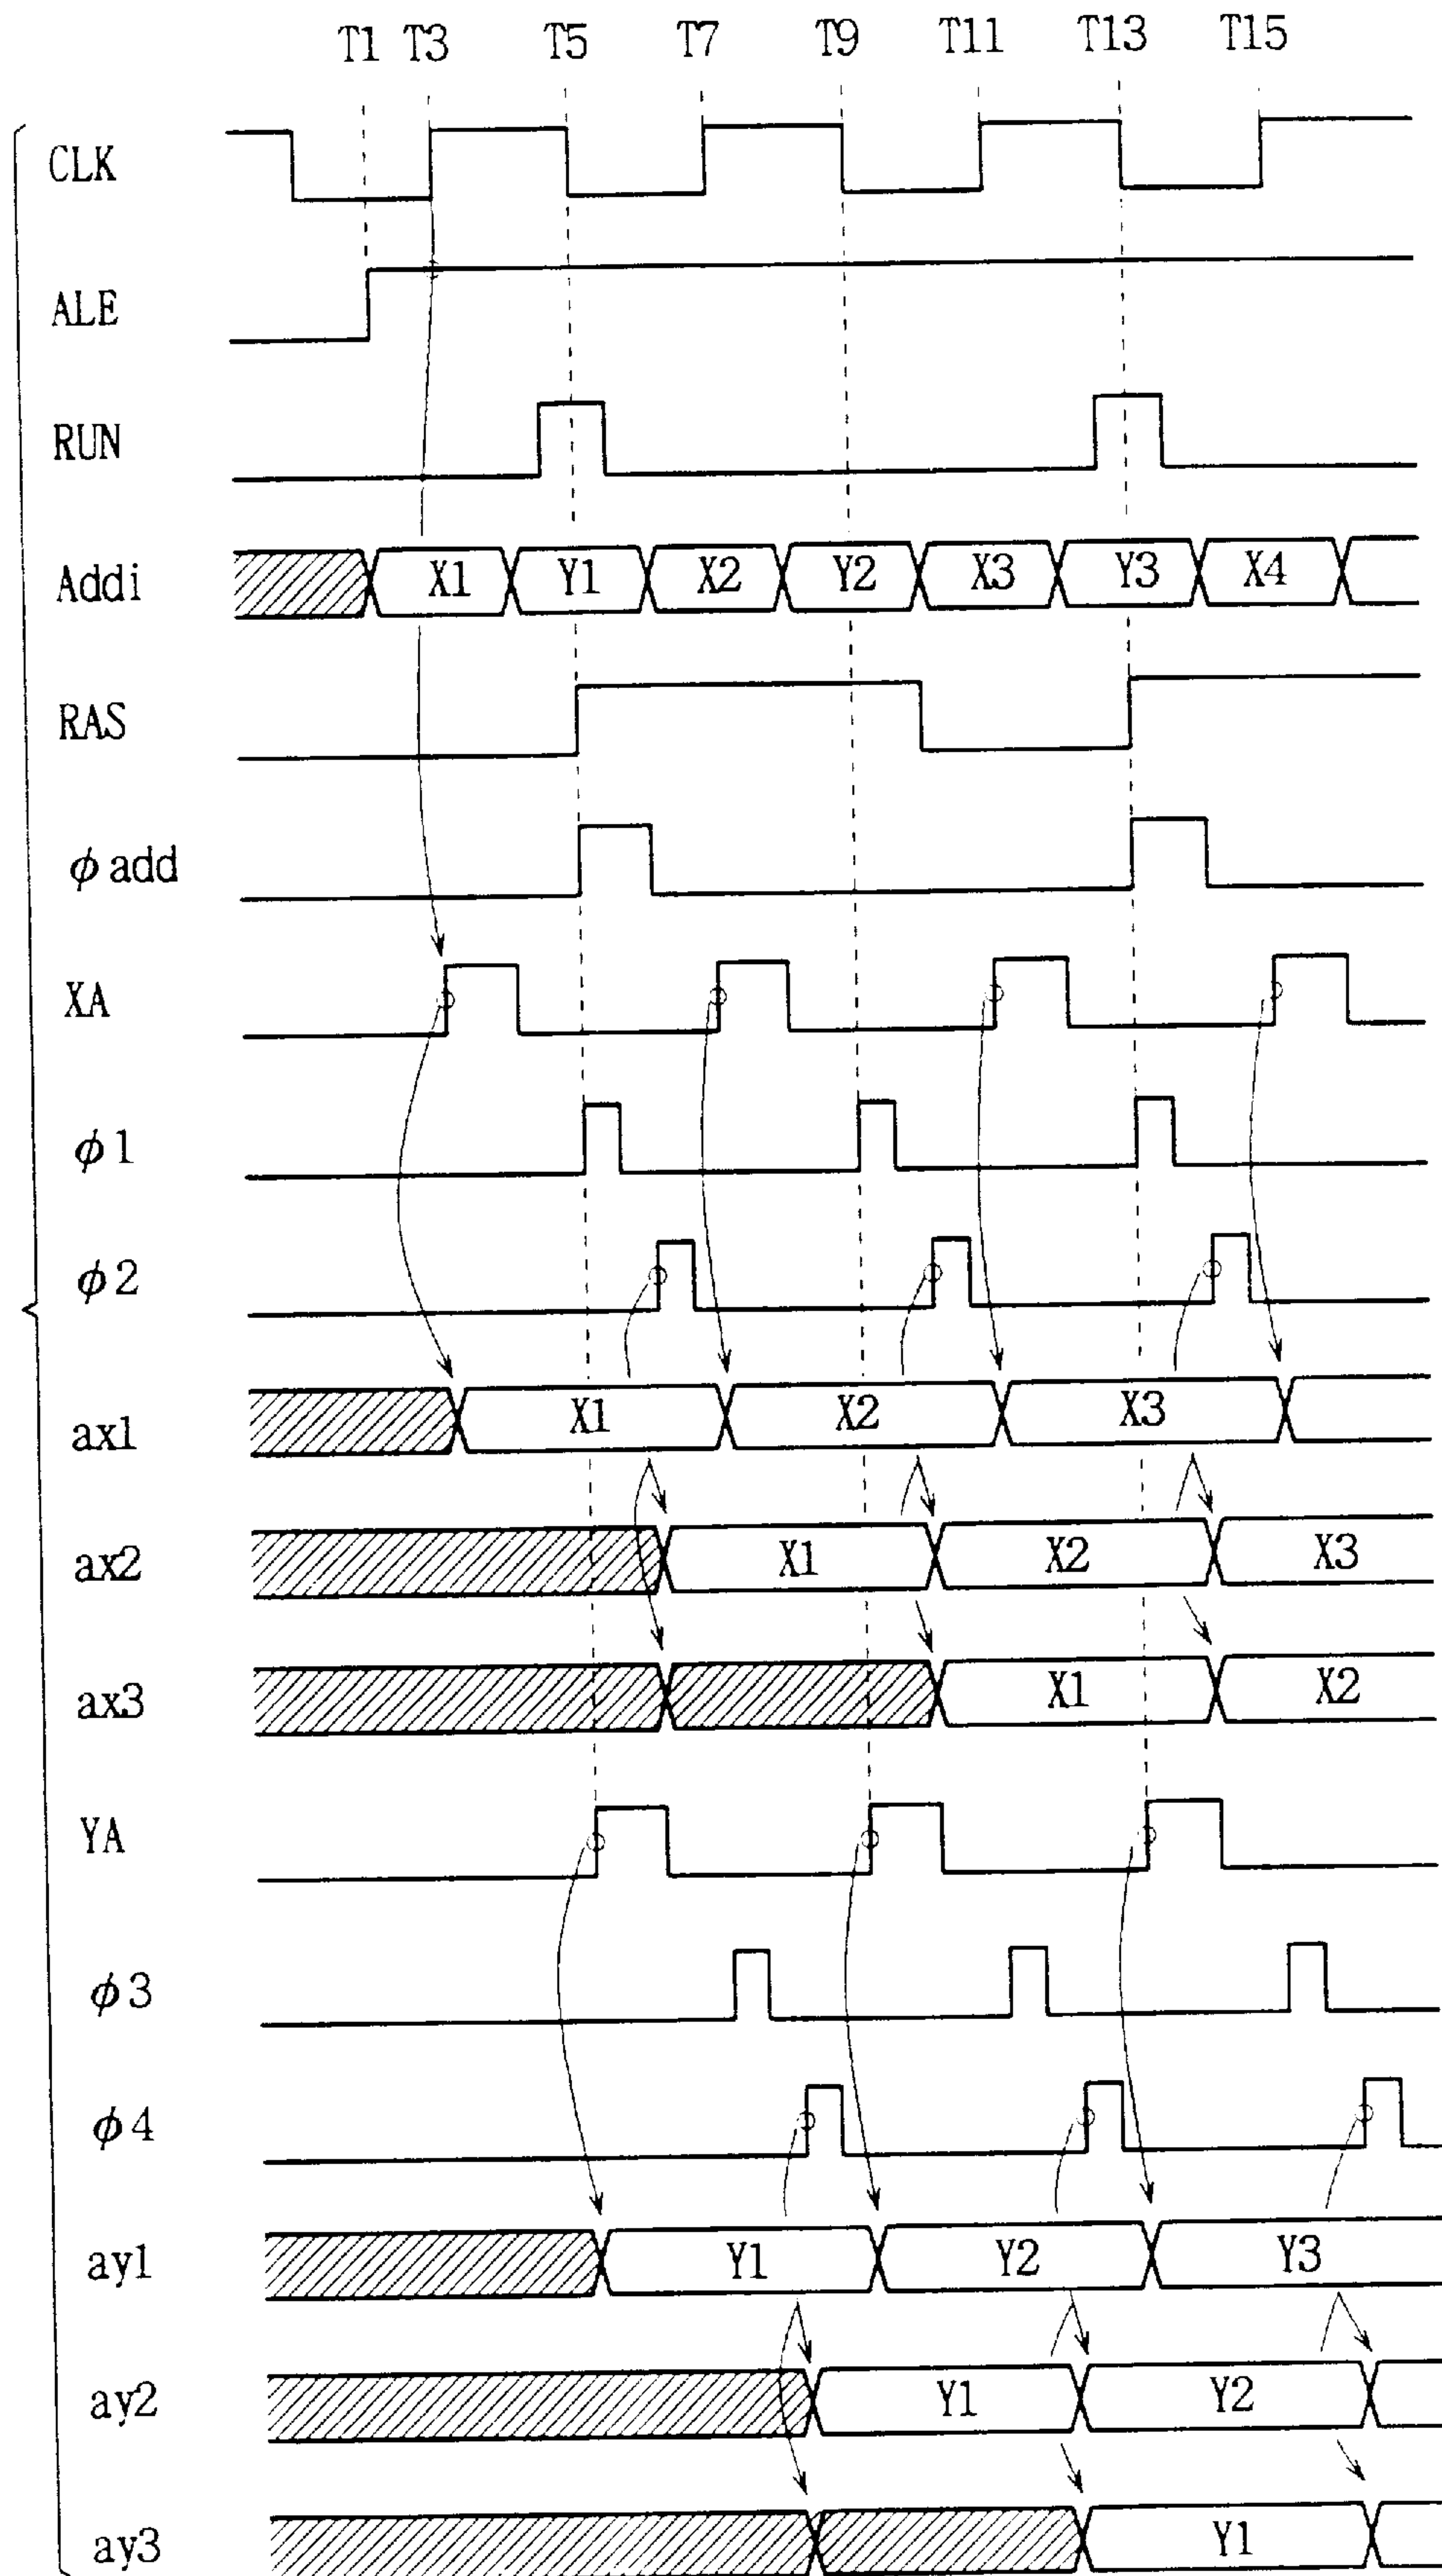 T1 T3 T5 T7 T9 T11 T13 T15
CLK
ALE
RUN
Addi X1 Y1 X2 Y2 X3 Y3 X4
RAS
ϕ add
XA
ϕ1
ϕ2
ax1 X1 X2 X3
ax2 X1 X2 X3
ax3 X1 X2
YA
ϕ3
ϕ4
ay1 Y1 Y2 Y3
ay2 Y1 Y2
ay3 Y1